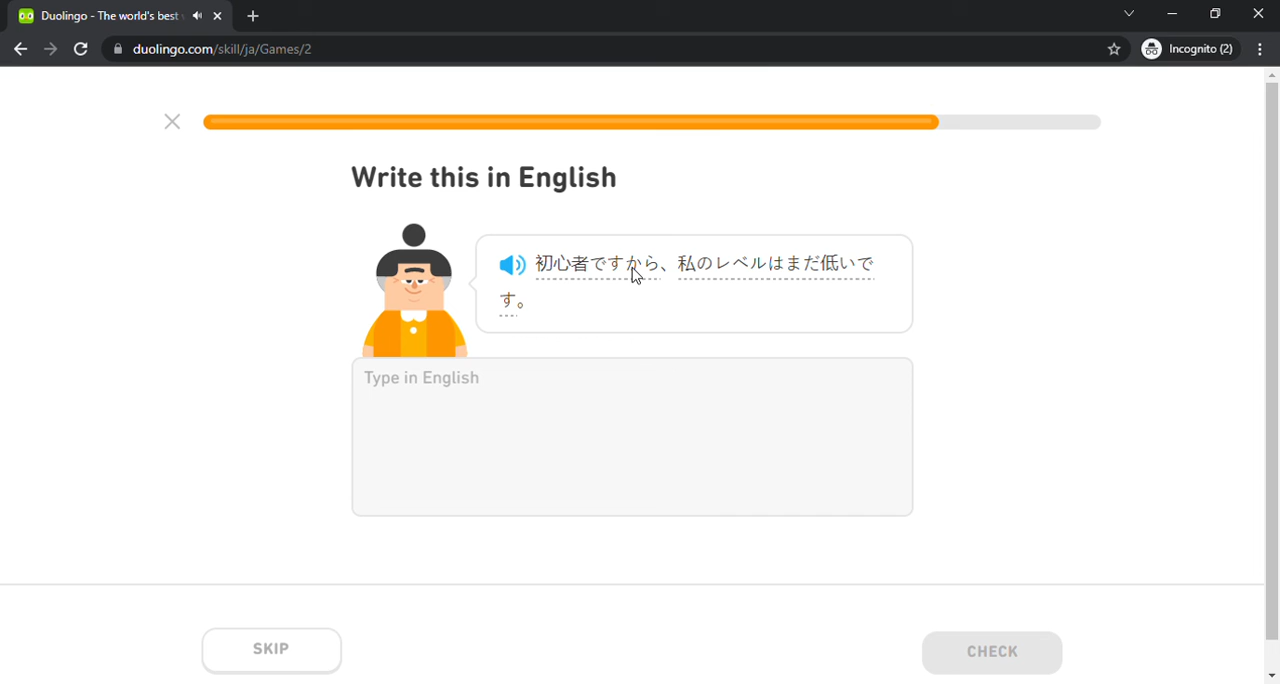 Duolingo - The world's best
duolingo.com/skill/ja/Games/2
Incognito (2)
Write this in English
初心者ですから、私のレベルはまだ低いで
す。
Type in English
SKIP
CHECK